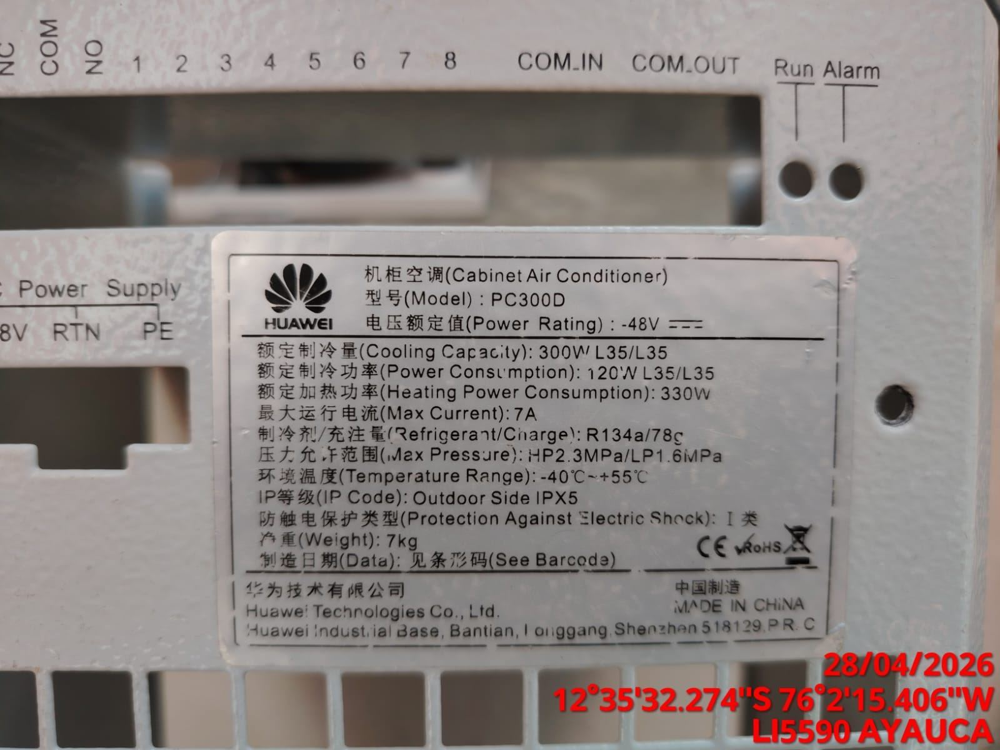 NC COM NO 1 2 3 4 5 6 7 8 COM_IN COM_OUT Run Alarm
Power Supply
8V RTN PE
HUAWEI
机柜空调(Cabinet Air Conditioner)
型号(Model) : PC300D
电压额定值(Power Rating) : -48V
额定制冷量(Cooling Capacity): 300W L35/L35
额定制冷功率(Power Consumption): 120W L35/L35
额定加热功率(Heating Power Consumption): 330W
最大运行电流(Max Current): 7A
制冷剂/充注量(Refrigerant/Charge): R134a/78g
压力允许范围(Max Pressure): HP2.3MPa/LP1.6MPa
环境温度(Temperature Range): -40℃~+55℃
IP等级(IP Code): Outdoor Side IPX5
防触电保护类型(Protection Against Electric Shock): I 类
净重(Weight): 7kg
制造日期(Data): 见条形码(See Barcode)
CE RoHS
华为技术有限公司
Huawei Technologies Co., Ltd.
中国制造
MADE IN CHINA
Huawei Industrial Base, Bantian, Longgang, Shenzhen 518129, P.R. C
28/04/2026
12°35'32.274"S 76°2'15.406"W
LI5590 AYAUCA